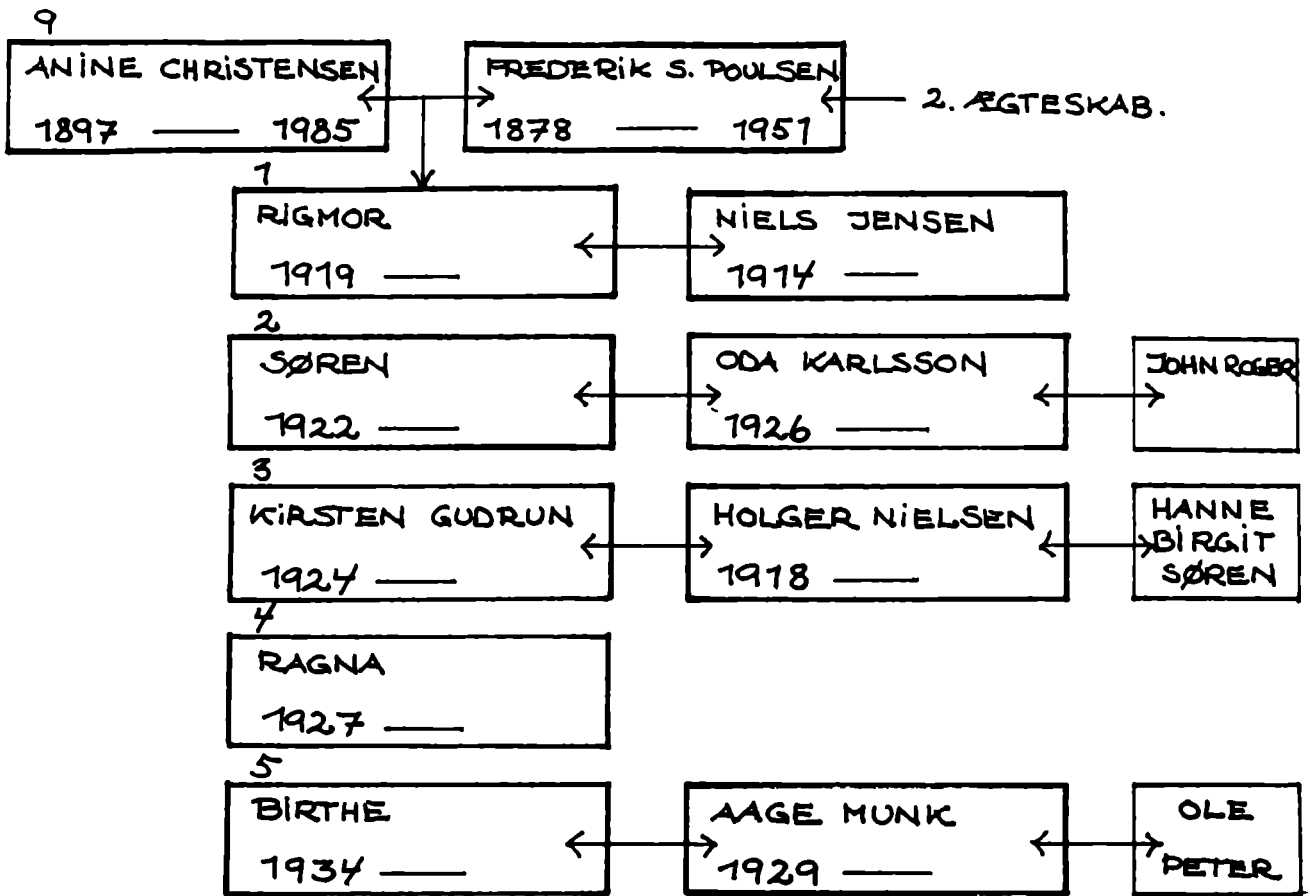 9
ANINE CHRISTENSEN
1897 —— 1985
FREDERIK S. POULSEN
1878 —— 1951
2. ÆGTESKAB.
1
RIGMOR
1919 ——
NIELS JENSEN
1914 ——
2
SØREN
1922 ——
ODA KARLSSON
1926 ——
JOHN ROGER
3
KIRSTEN GUDRUN
1924 ——
HOLGER NIELSEN
1918 ——
HANNE
BIRGIT
SØREN
4
RAGNA
1927 ——
5
BIRTHE
1934 ——
AAGE MUNK
1929 ——
OLE
PETER